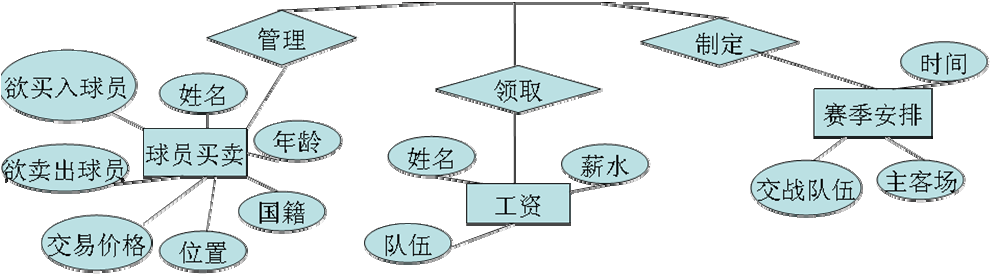 管理
制定
领取
欲买入球员
姓名
时间
赛季安排
球员买卖
年龄
欲卖出球员
姓名
薪水
交战队伍
主客场
国籍
工资
交易价格
位置
队伍